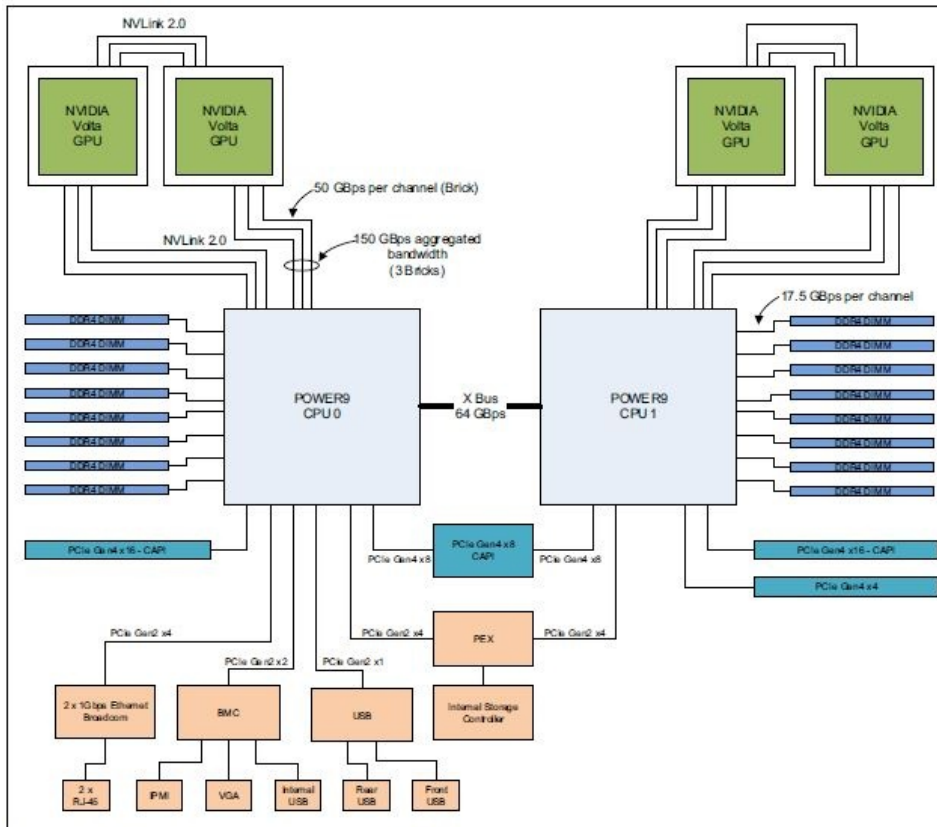 NVLink 2.0
NVIDIA
Volta
GPU
NVIDIA
Volta
GPU
NVIDIA
Volta
GPU
NVIDIA
Volta
GPU
50 GBps per channel (Brick)
NVLink 2.0
150 GBps aggregated
bandwidth
(3 Bricks)
17.5 GBps per channel
DDR4 DIMM
DDR4 DIMM
DDR4 DIMM
DDR4 DIMM
DDR4 DIMM
DDR4 DIMM
DDR4 DIMM
DDR4 DIMM
POWER9
CPU 0
X Bus
64 GBps
POWER9
CPU 1
DDR4 DIMM
DDR4 DIMM
DDR4 DIMM
DDR4 DIMM
DDR4 DIMM
DDR4 DIMM
DDR4 DIMM
DDR4 DIMM
PCIe Gen4 x16 - CAPI
PCIe Gen4 x8
PCIe Gen4 x8
CAPI
PCIe Gen4 x8
PCIe Gen4 x16 - CAPI
PCIe Gen4 x4
PCIe Gen2 x4
PCIe Gen2 x2
PCIe Gen2 x1
PCIe Gen2 x4
PEX
PCIe Gen2 x4
2 x 1Gbps Ethernet
Broadcom
BMC
USB
Internal Storage
Controller
2 x
RJ-45
IPMI
VGA
Internal
USB
Rear
USB
Front
USB